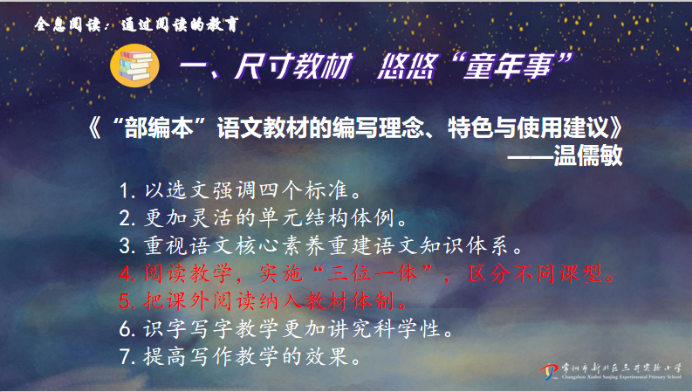 全息阅读：通过阅读的教育
一、尺寸教材 悠悠“童年事”
《“部编本”语文教材的编写理念、特色与使用建议》
——温儒敏
1. 以选文强调四个标准。
2. 更加灵活的单元结构体例。
3. 重视语文核心素养重建语文知识体系。
4. 阅读教学，实施“三位一体”，区分不同课型。
5. 把课外阅读纳入教材体制。
6. 识字写字教学更加讲究科学性。
7. 提高写作教学的效果。
常州市新北区三井实验小学
Changzhou Xinbei Sanjing Experimental Primary School